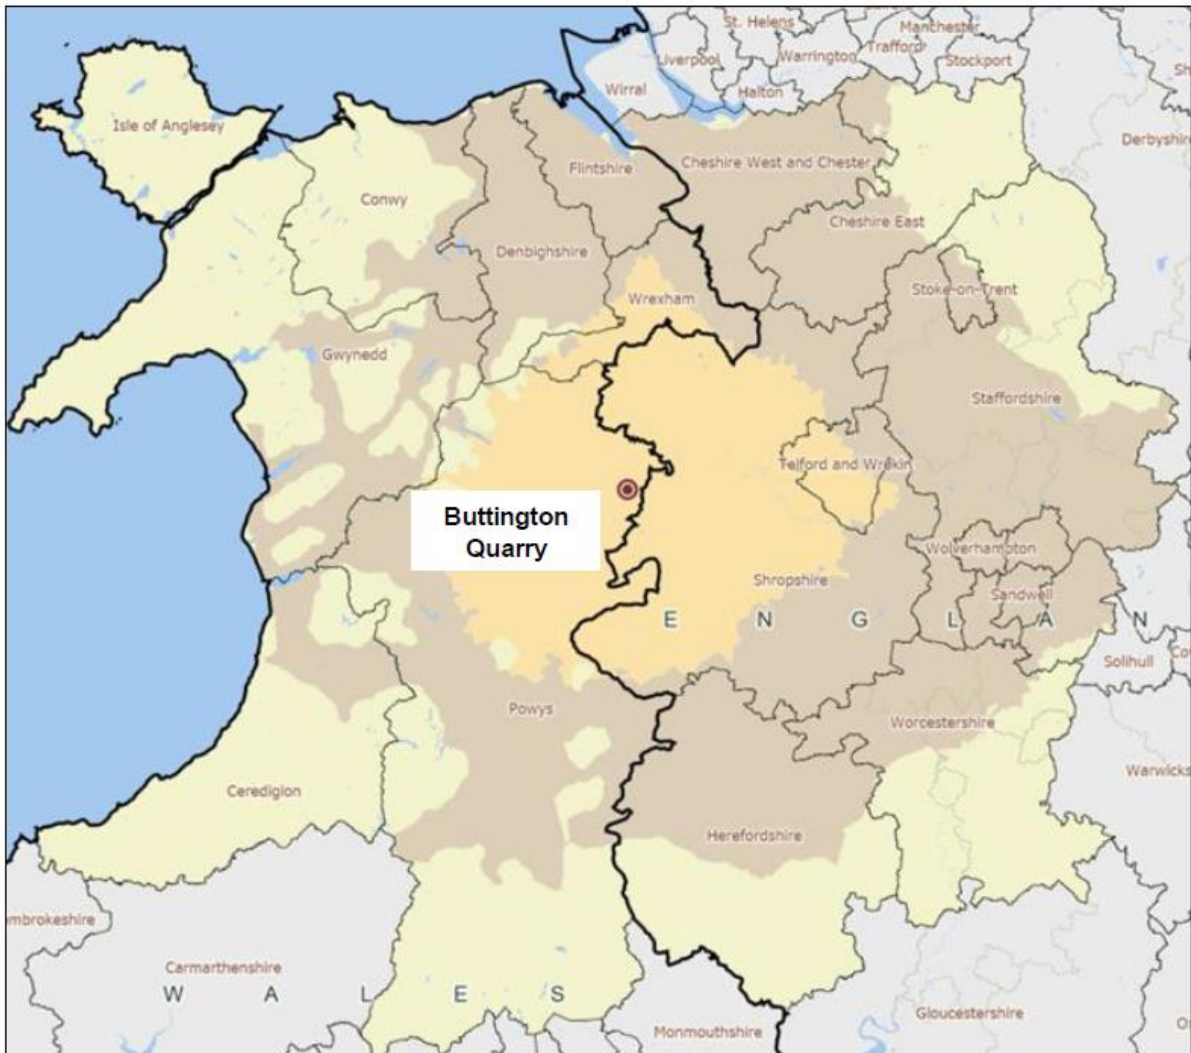 St. Helens
Manchester
Liverpool
Warrington
Trafford
Stockport
Wirral
Halton
Isle of Anglesey
Derbyshire
Flintshire
Cheshire West and Chester
Conwy
Cheshire East
Denbighshire
Stoke-on-Trent
Wrexham
Gwynedd
Staffordshire
Telford and Wrekin
Buttington
Quarry
Wolverhampton
Shropshire
Sandwell
E N G L A N
Solihull
Powys
Worcestershire
Warwicks
Ceredigion
Herefordshire
mbrokeshire
Carmarthenshire
W A L E S
Gloucestershire
Monmouthshire